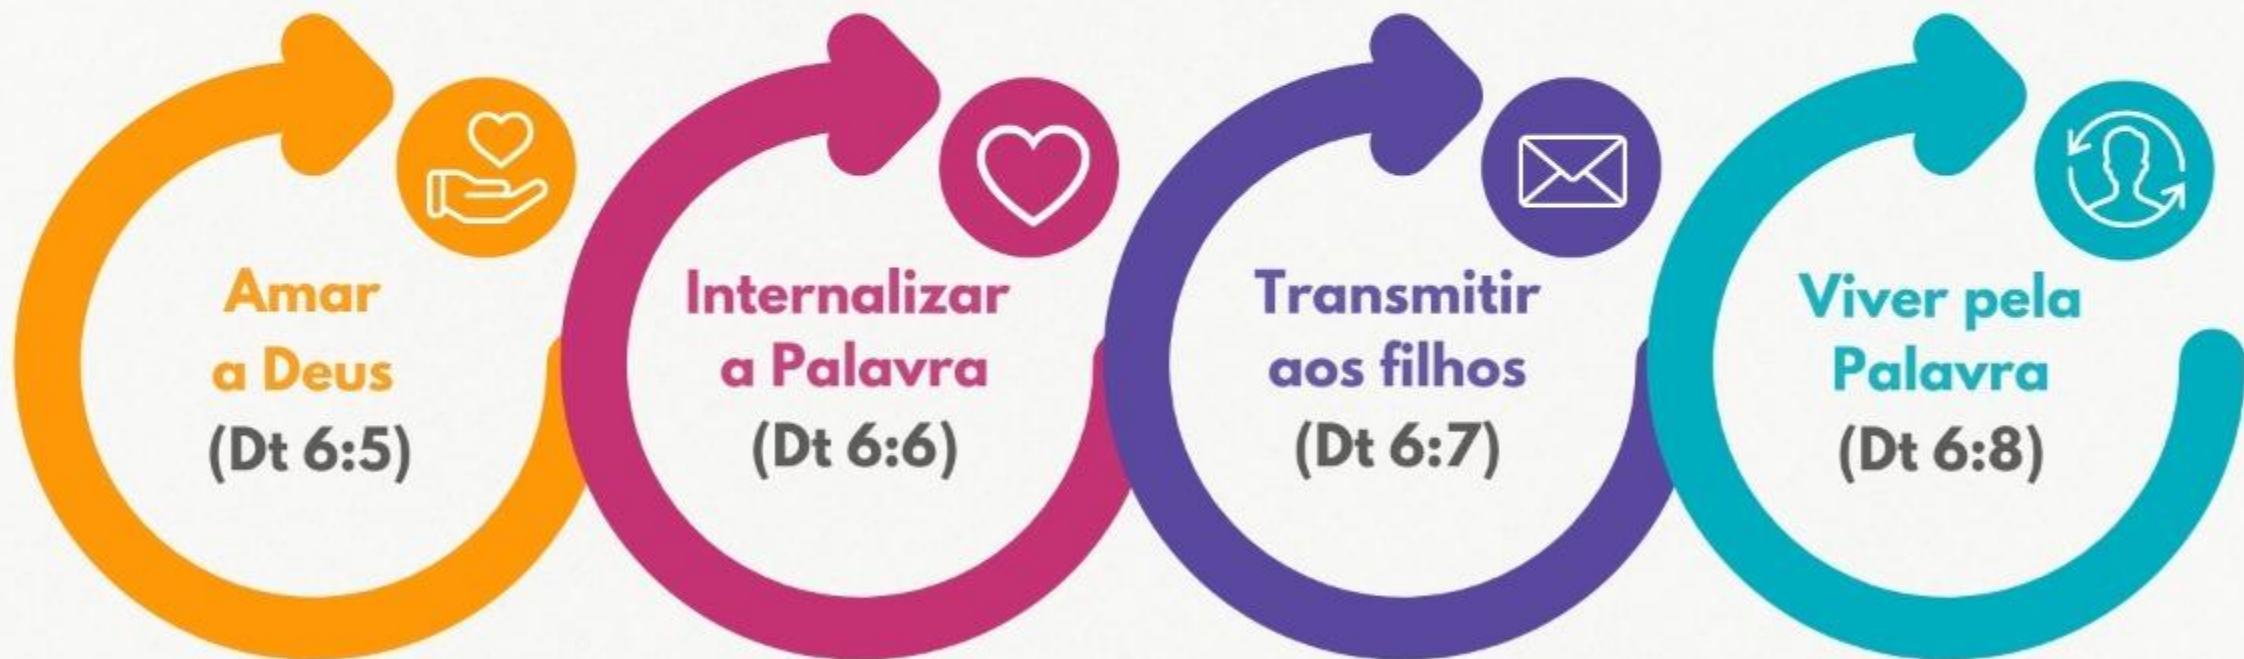 Amar
a Deus
(Dt 6:5)
Internalizar
a Palavra
(Dt 6:6)
Transmitir
aos filhos
(Dt 6:7)
Viver pela
Palavra
(Dt 6:8)